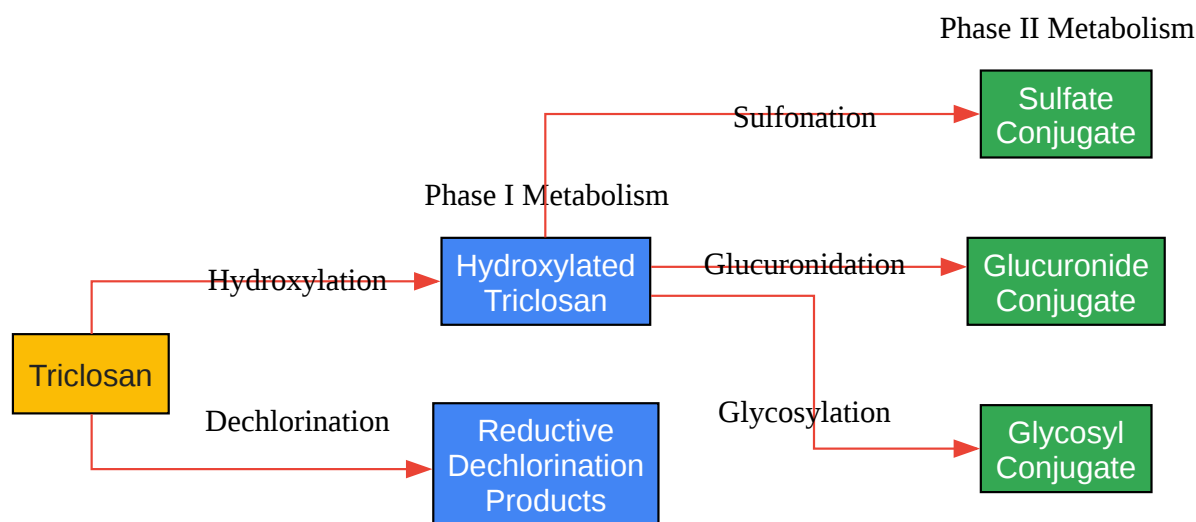 Phase II Metabolism
Sulfate
Conjugate
Sulfonation
Phase I Metabolism
Hydroxylated
Triclosan
Glucuronidation
Glucuronide
Conjugate
Hydroxylation
Triclosan
Dechlorination
Reductive
Dechlorination
Products
Glycosylation
Glycosyl
Conjugate